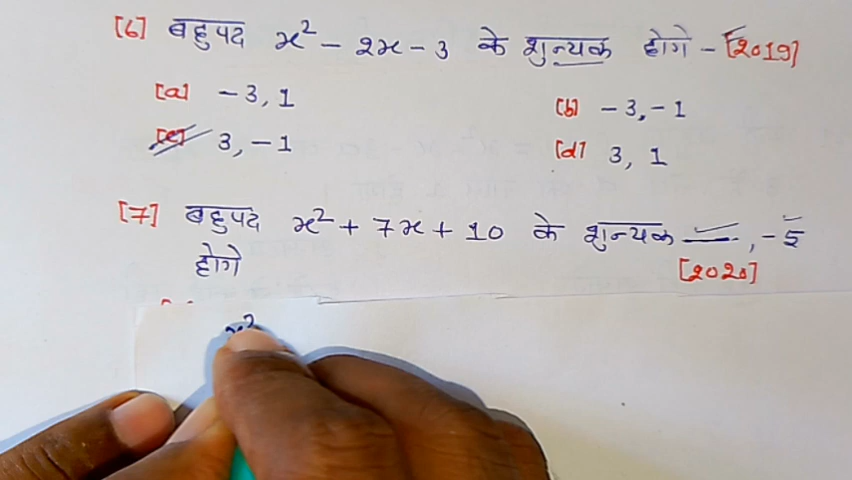 [6] बहुपद x² - 2x - 3 के शुन्यक होगे - [2019]
[a] - 3, 1
[b] - 3, - 1
[c] 3, - 1
[d] 3, 1
[7] बहुपद x² + 7x + 10 के शुन्यक ——, - 5
होगे
[2020]
x²